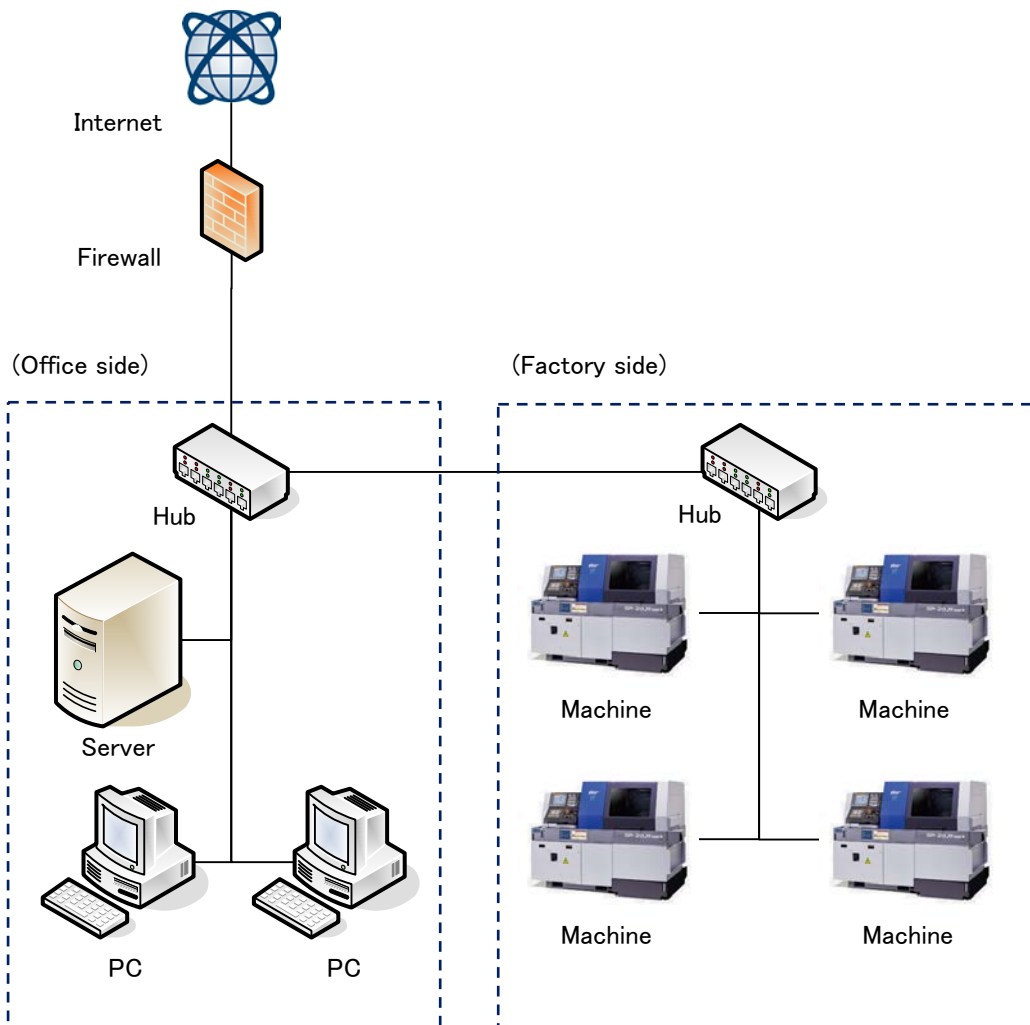 Internet
Firewall
(Office side)
(Factory side)
Hub
Hub
Server
Machine
Machine
PC
PC
Machine
Machine